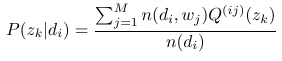 P(z_k|d_i) = \frac{\sum_{j=1}^{M} n(d_i, w_j) Q^{(ij)}(z_k)}{n(d_i)}